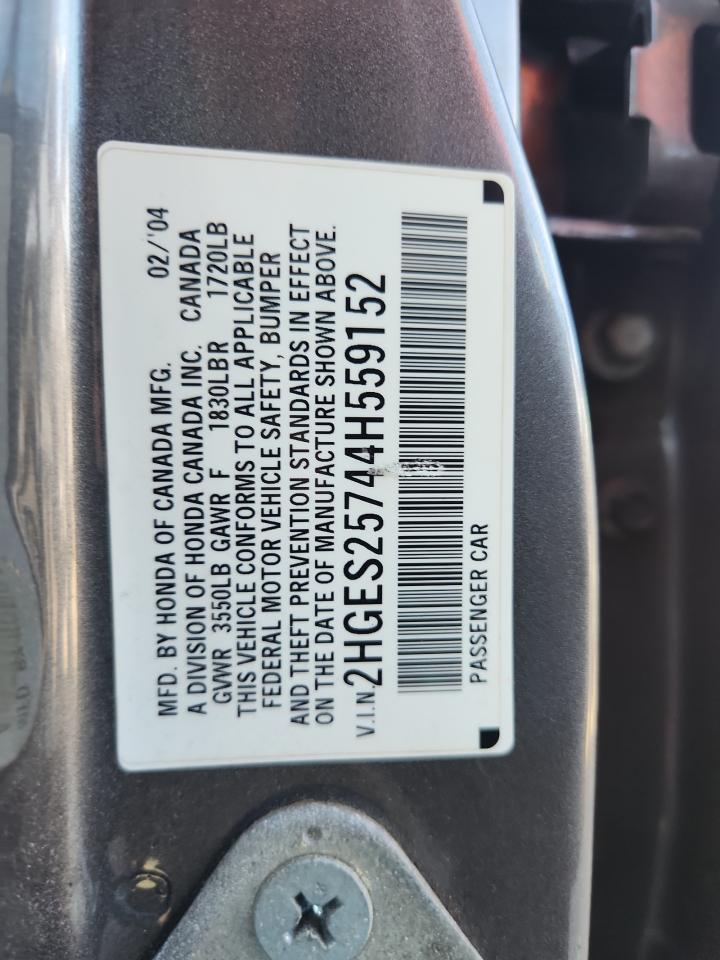 MFD. BY HONDA OF CANADA MFG. 02/'04
A DIVISION OF HONDA CANADA INC. CANADA
GVWR 3550LB GAWR F 1830LB R 1720LB
THIS VEHICLE CONFORMS TO ALL APPLICABLE
FEDERAL MOTOR VEHICLE SAFETY, BUMPER
AND THEFT PREVENTION STANDARDS IN EFFECT
ON THE DATE OF MANUFACTURE SHOWN ABOVE.
V.I.N. 2HGES25744H559152
PASSENGER CAR